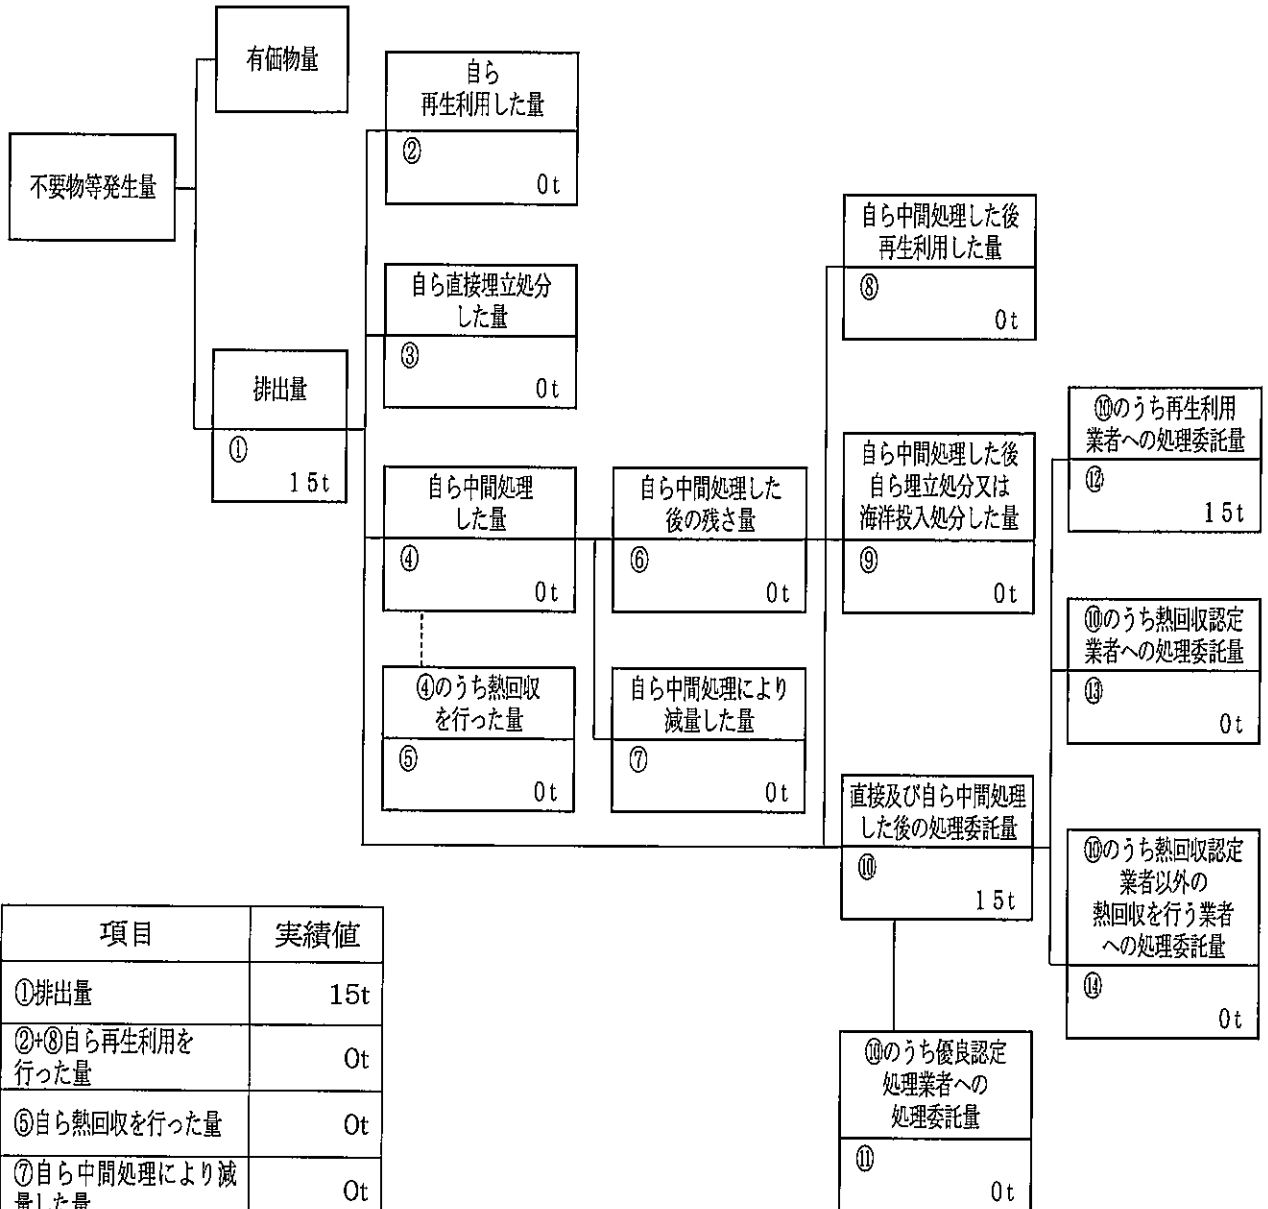 有価物量
不要物等発生量
排出量
①
15t
自ら
再生利用した量
②
0t
自ら直接埋立処分
した量
③
0t
自ら中間処理
した量
④
0t
④のうち熱回収
を行った量
⑤
0t
自ら中間処理した
後の残さ量
⑥
0t
自ら中間処理により
減量した量
⑦
0t
自ら中間処理した後
再生利用した量
⑧
0t
自ら中間処理した後
自ら埋立処分又は
海洋投入処分した量
⑨
0t
直接及び自ら中間処理
した後の処理委託量
⑩
15t
⑩のうち優良認定
処理業者への
処理委託量
⑪
0t
⑩のうち再生利用
業者への処理委託量
⑫
15t
⑩のうち熱回収認定
業者への処理委託量
⑬
0t
⑩のうち熱回収認定
業者以外の
熱回収を行う業者
への処理委託量
⑭
0t
項目 実績値
①排出量 15t
②+⑧自ら再生利用を
行った量 0t
⑤自ら熱回収を行った量 0t
⑦自ら中間処理により減
量した量 0t